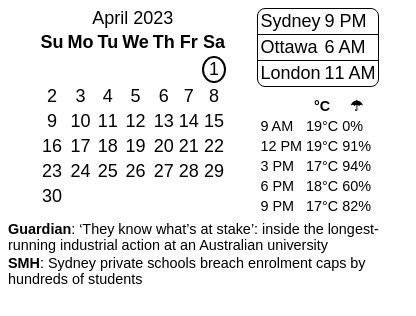 April 2023
Su Mo Tu We Th Fr Sa
1
2 3 4 5 6 7 8
9 10 11 12 13 14 15
16 17 18 19 20 21 22
23 24 25 26 27 28 29
30
Sydney 9 PM
Ottawa 6 AM
London 11 AM
°C ☂
9 AM 19°C 0%
12 PM 19°C 91%
3 PM 17°C 94%
6 PM 18°C 60%
9 PM 17°C 82%
Guardian: ‘They know what’s at stake’: inside the longest-
running industrial action at an Australian university
SMH: Sydney private schools breach enrolment caps by
hundreds of students